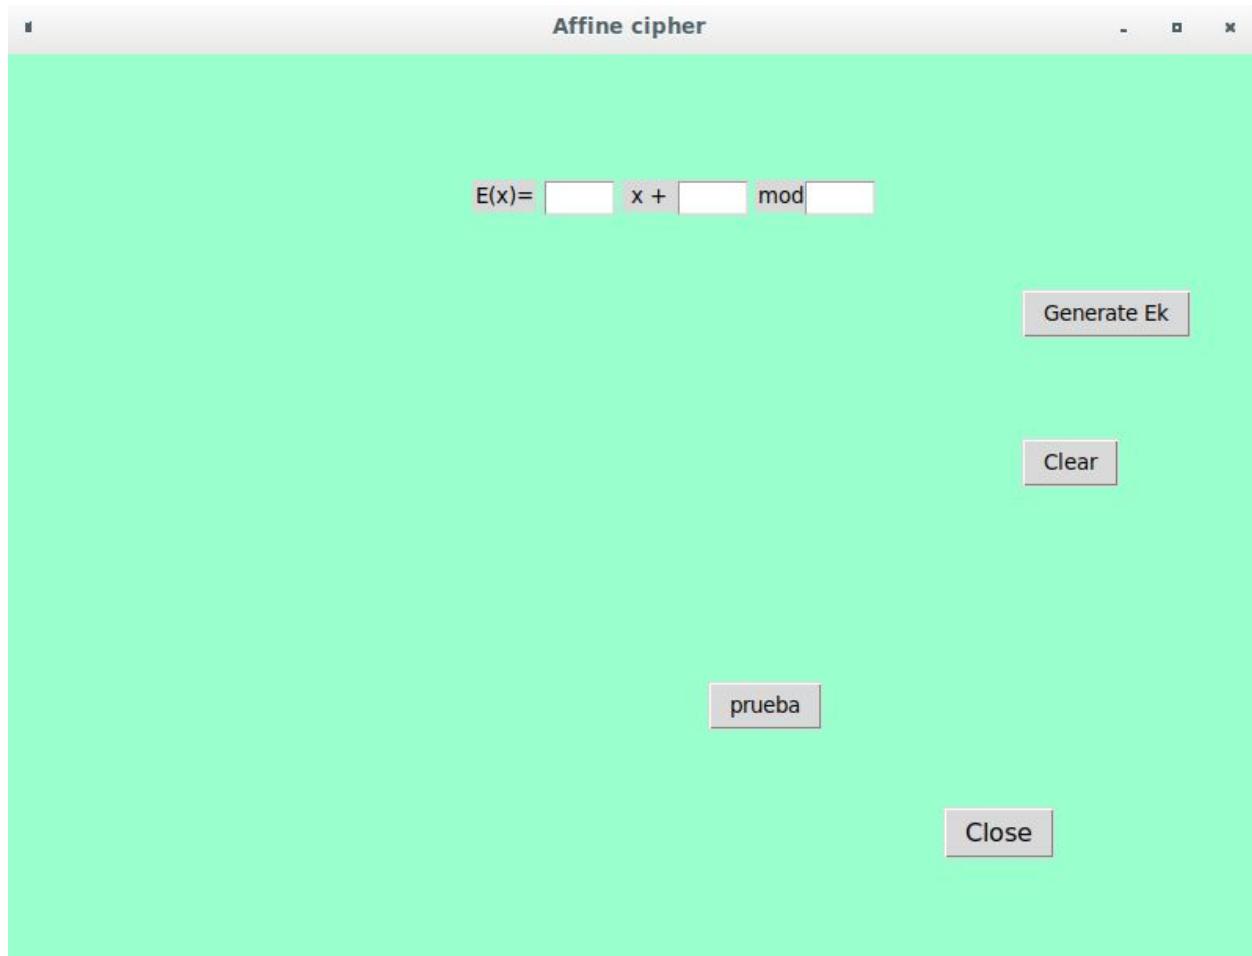 Affine cipher
E(x)= x + mod
Generate Ek
Clear
prueba
Close